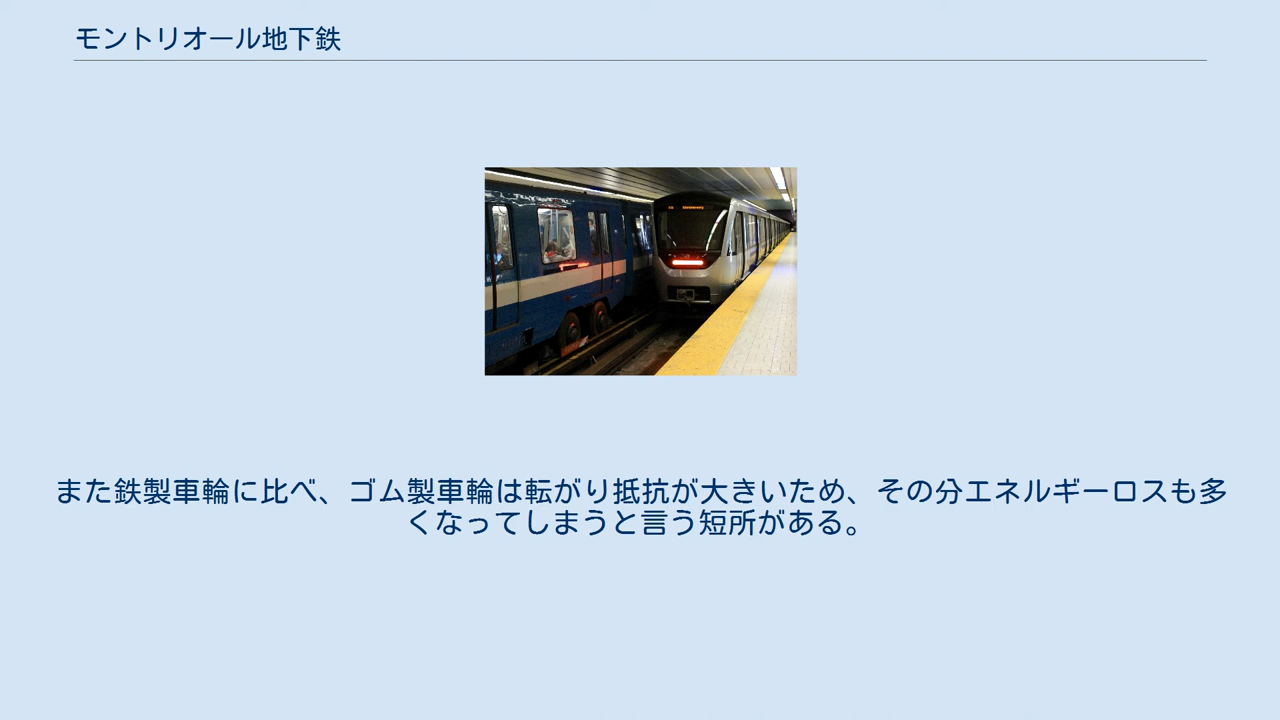 モントリオール地下鉄
また鉄製車輪に比べ、ゴム製車輪は転がり抵抗が大きいため、その分エネルギーロスも多
くなってしまうと言う短所がある。